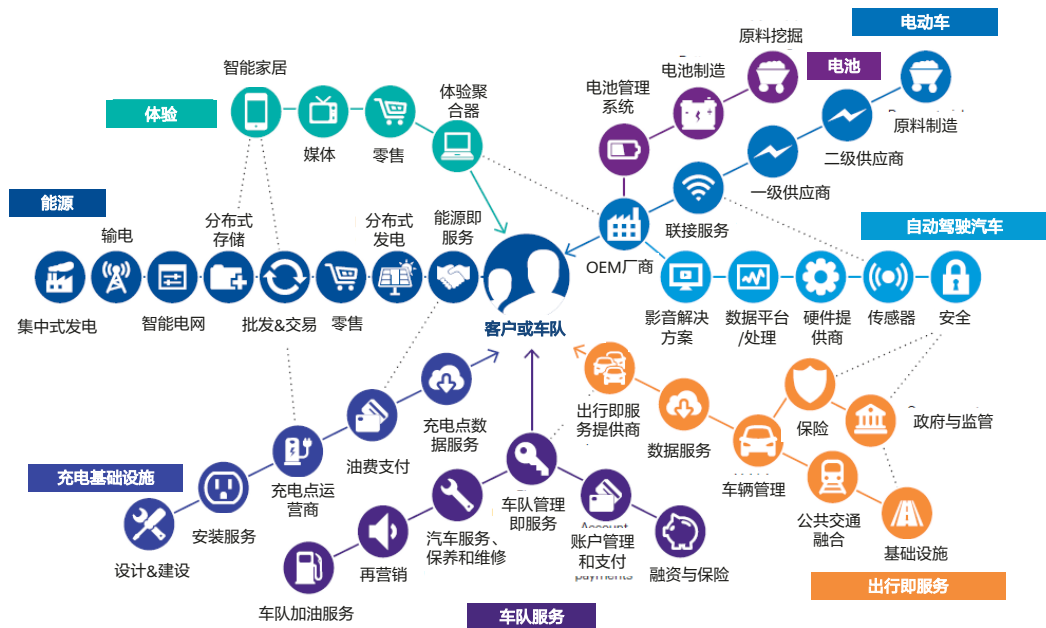 电动车
原料挖掘
电池
智能家居
电池制造
电池管理
系统
体验聚
合器
体验
原料制造
媒体
零售
二级供应商
一级供应商
能源
分布式
存储
分布式
发电
能源即
服务
输电
联接服务
自动驾驶汽车
OEM厂商
集中式发电
智能电网
批发&交易
零售
客户或车队
影音解决
方案
数据平台
/处理
硬件提
供商
传感器
安全
出行即服
务提供商
充电点数
据服务
数据服务
保险
政府与监管
油费支付
充电基础设施
充电点运
营商
车辆管理
车队管理
即服务
公共交通
融合
安装服务
汽车服务、
保养和维修
Account
账户管理
和支付
payments
基础设施
设计&建设
再营销
融资与保险
出行即服务
车队加油服务
车队服务